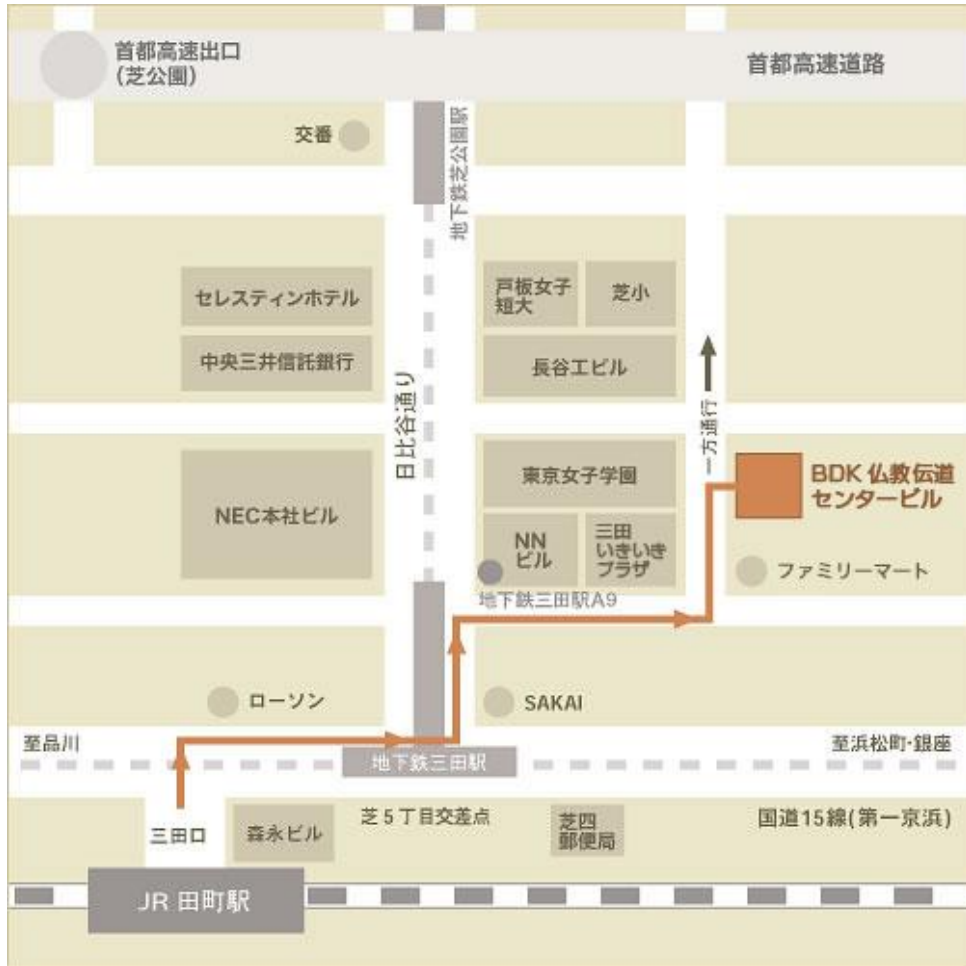 首都高速出口
(芝公園)
首都高速道路
交番
地下鉄芝公園駅
セレスティンホテル
戸板女子
短大
芝小
中央三井信託銀行
長谷工ビル
日比谷通り
一方通行
NEC本社ビル
東京女子学園
BDK 仏教伝道
センタービル
NN
ビル
三田
いきいき
プラザ
ファミリーマート
地下鉄三田駅A9
ローソン
SAKAI
至品川
至浜松町・銀座
地下鉄三田駅
三田口
森永ビル
芝5丁目交差点
芝四
郵便局
国道15線(第一京浜)
JR 田町駅